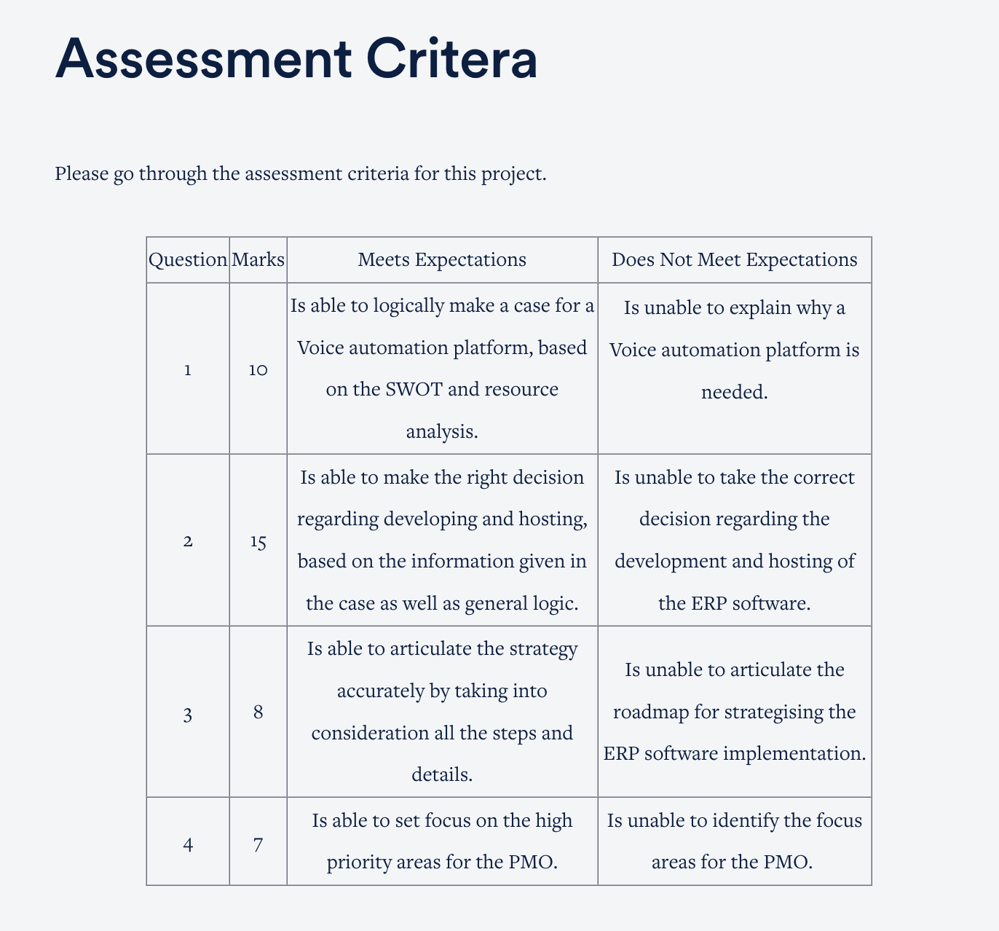 Assessment Critera
Please go through the assessment criteria for this project.
Question Marks Meets Expectations Does Not Meet Expectations
1
10
Is able to logically make a case for a
Voice automation platform, based
on the SWOT and resource
analysis.
Is unable to explain why a
Voice automation platform is
needed.
2
15
Is able to make the right decision
regarding developing and hosting,
based on the information given in
the case as well as general logic.
Is unable to take the correct
decision regarding the
development and hosting of
the ERP software.
3
8
Is able to articulate the strategy
accurately by taking into
consideration all the steps and
details.
Is unable to articulate the
roadmap for strategising the
ERP software implementation.
4
7
Is able to set focus on the high
priority areas for the PMO.
Is unable to identify the focus
areas for the PMO.